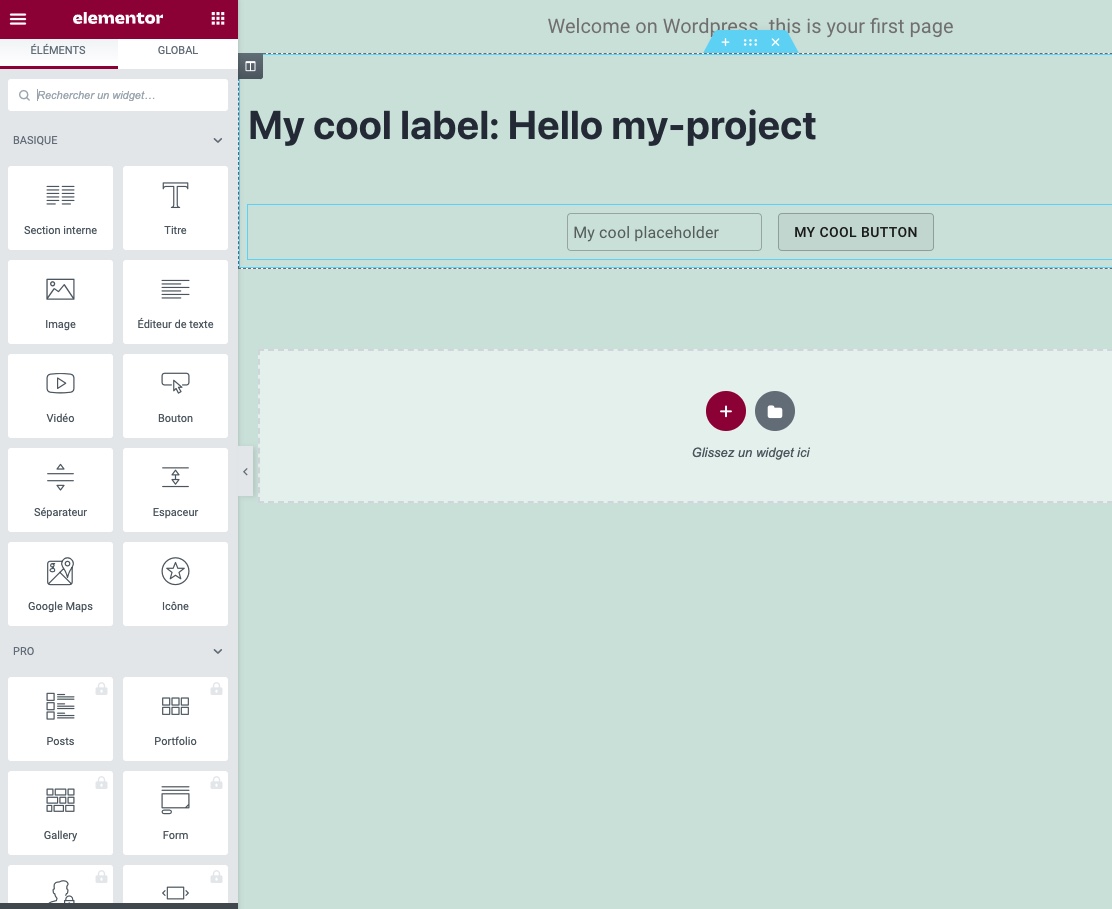 elementor
ÉLÉMENTS
GLOBAL
Rechercher un widget...
BASIQUE
Section interne
Titre
Image
Éditeur de texte
Vidéo
Bouton
Séparateur
Espaceur
Google Maps
Icône
PRO
Posts
Portfolio
Gallery
Form
Welcome on Wordpress, this is your first page
My cool label: Hello my-project
My cool placeholder
MY COOL BUTTON
Glissez un widget ici